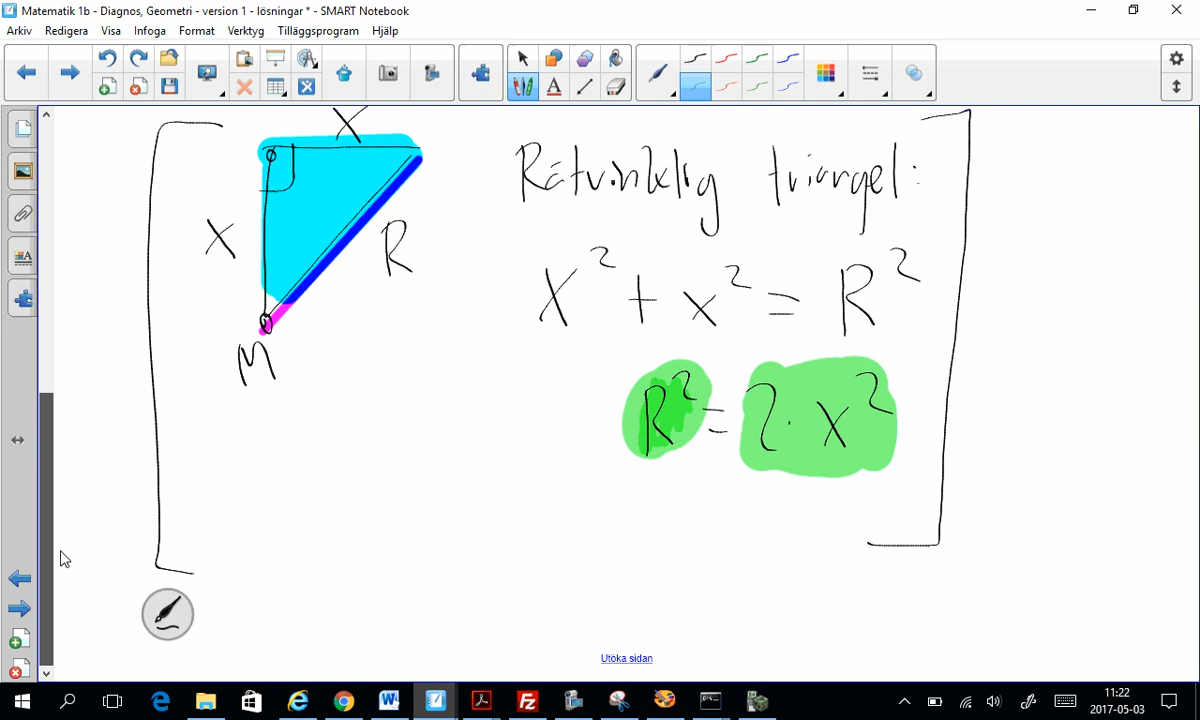 Matematik 1b - Diagnos, Geometri - version 1 - lösningar * - SMART Notebook
Arkiv Redigera Visa Infoga Format Verktyg Tilläggsprogram Hjälp
X
Rätvinklig triangel:
X R
X² + x² = R²
M
R² = 2 · x²
Utöka sidan
11:22
2017-05-03